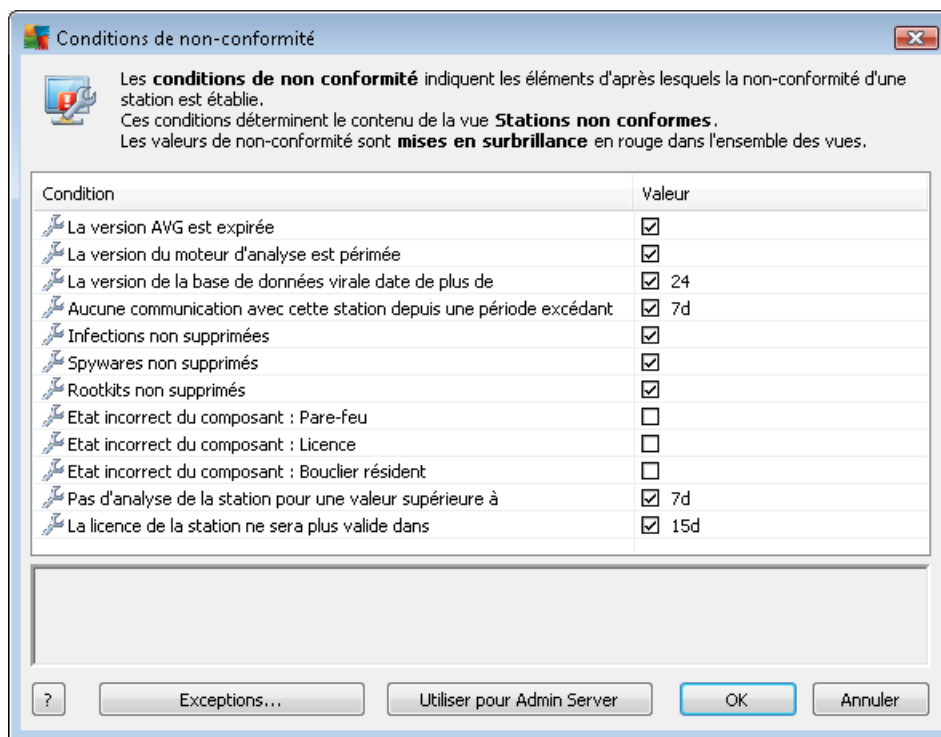 Conditions de non-conformité
Les conditions de non conformité indiquent les éléments d'après lesquels la non-conformité d'une
station est établie.
Ces conditions déterminent le contenu de la vue Stations non conformes.
Les valeurs de non-conformité sont mises en surbrillance en rouge dans l'ensemble des vues.
Condition Valeur
La version AVG est expirée
La version du moteur d'analyse est périmée
La version de la base de données virale date de plus de 24
Aucune communication avec cette station depuis une période excédant 7d
Infections non supprimées
Spywares non supprimés
Rootkits non supprimés
Etat incorrect du composant : Pare-feu
Etat incorrect du composant : Licence
Etat incorrect du composant : Bouclier résident
Pas d'analyse de la station pour une valeur supérieure à 7d
La licence de la station ne sera plus valide dans 15d
? Exceptions... Utiliser pour Admin Server OK Annuler